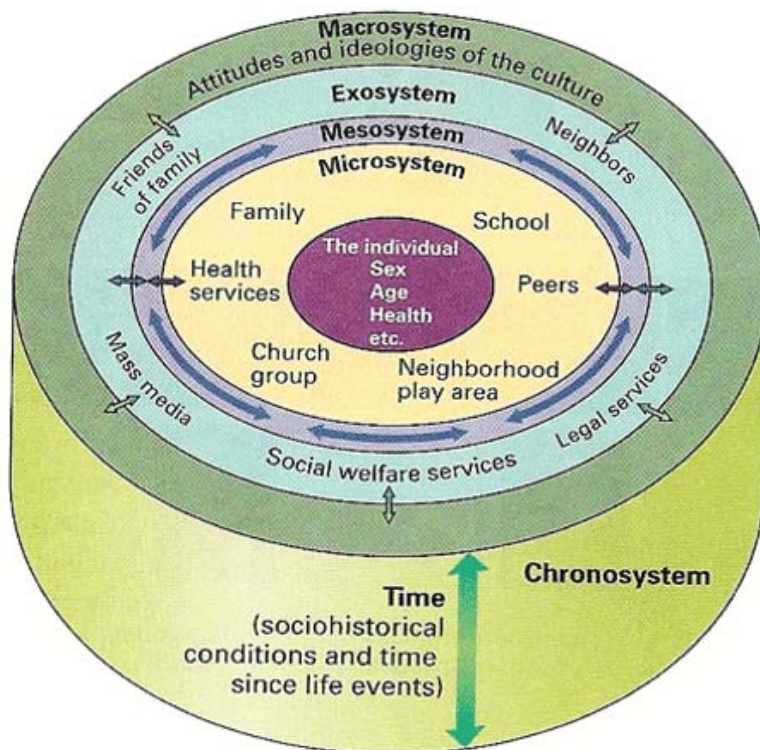 Macrosystem
Attitudes and ideologies of the culture
Exosystem
Mesosystem
Microsystem
Friends
of family
Neighbors
Family
School
The individual
Sex
Age
Health
etc.
Health
services
Peers
Church
group
Neighborhood
play area
Mass media
Legal services
Social welfare services
Chronosystem
Time
(sociohistorical
conditions and time
since life events)